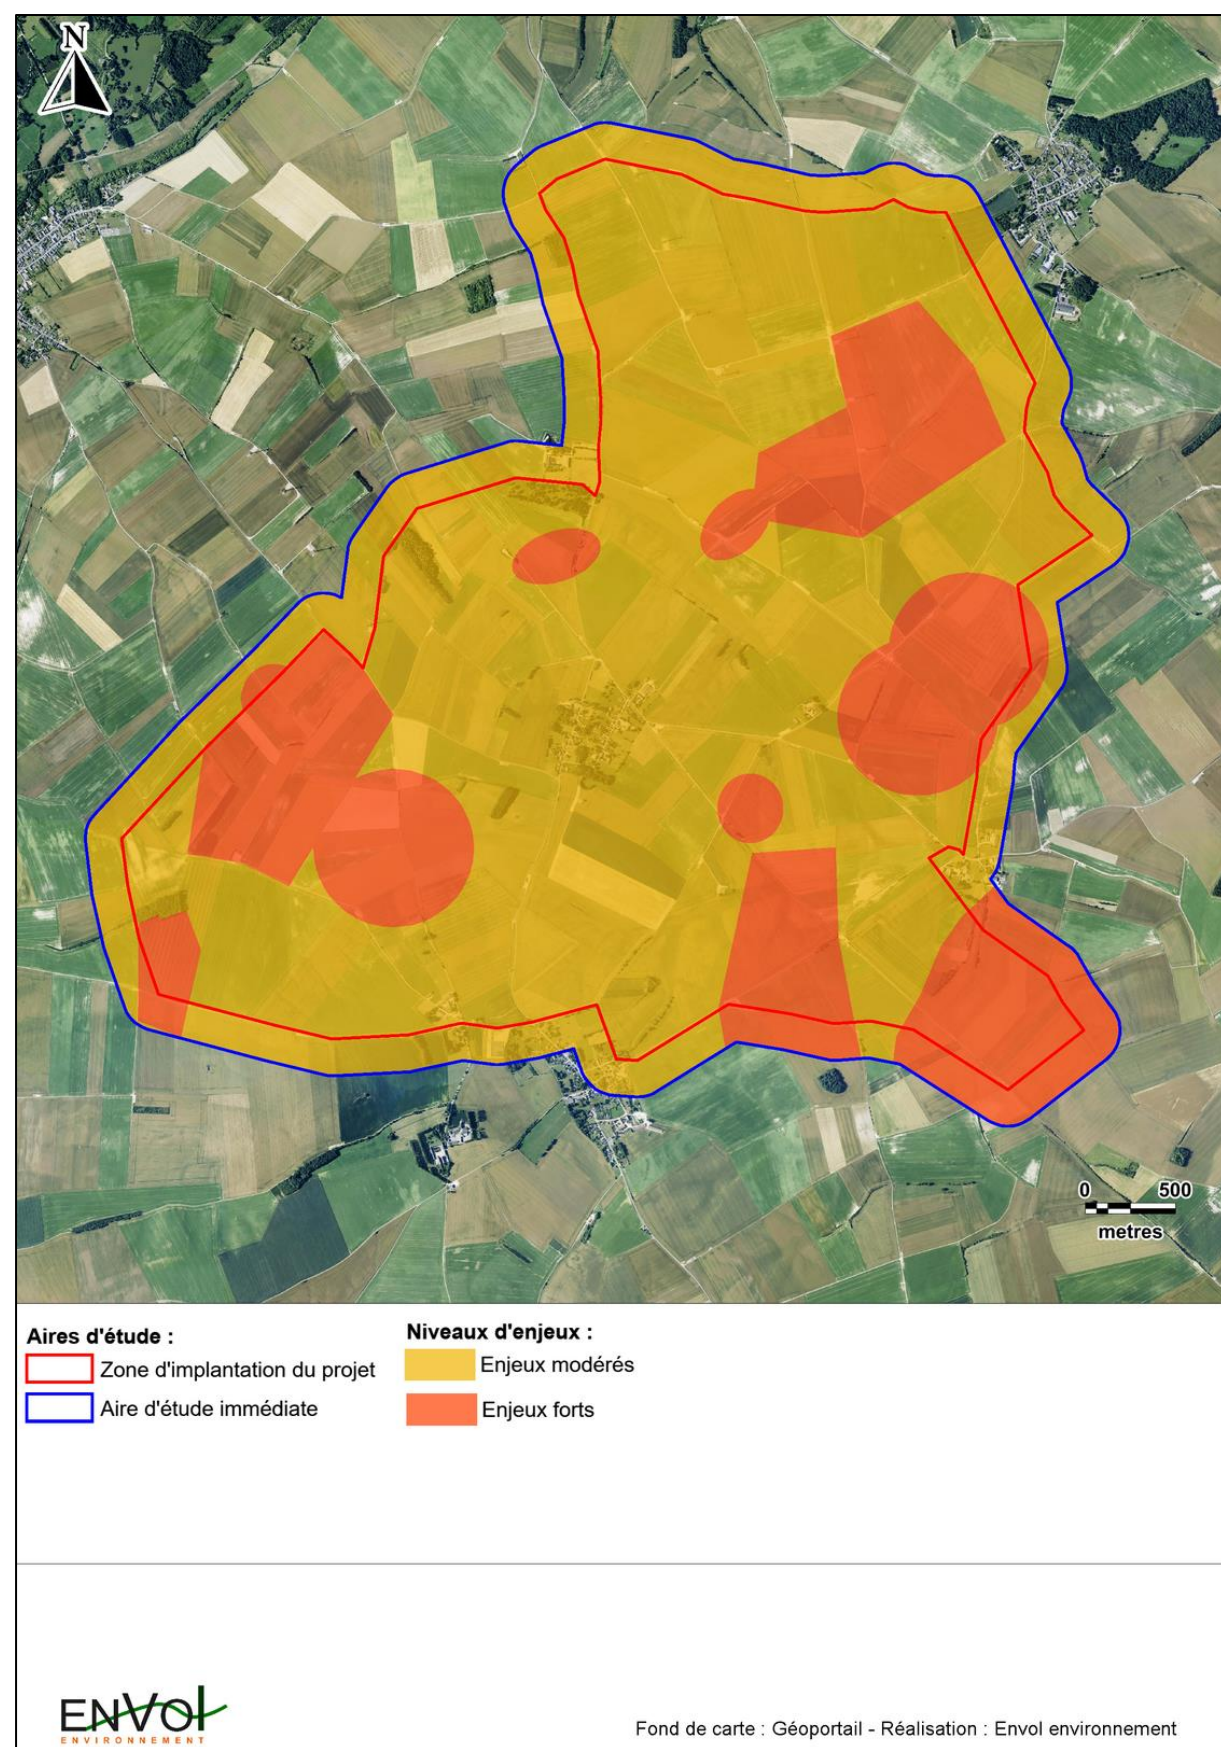 N
0 500
metres
Aires d'étude :
Zone d'implantation du projet
Aire d'étude immédiate
Niveaux d'enjeux :
Enjeux modérés
Enjeux forts
ENVOl
ENVIRONNEMENT
Fond de carte : Géoportail - Réalisation : Envol environnement